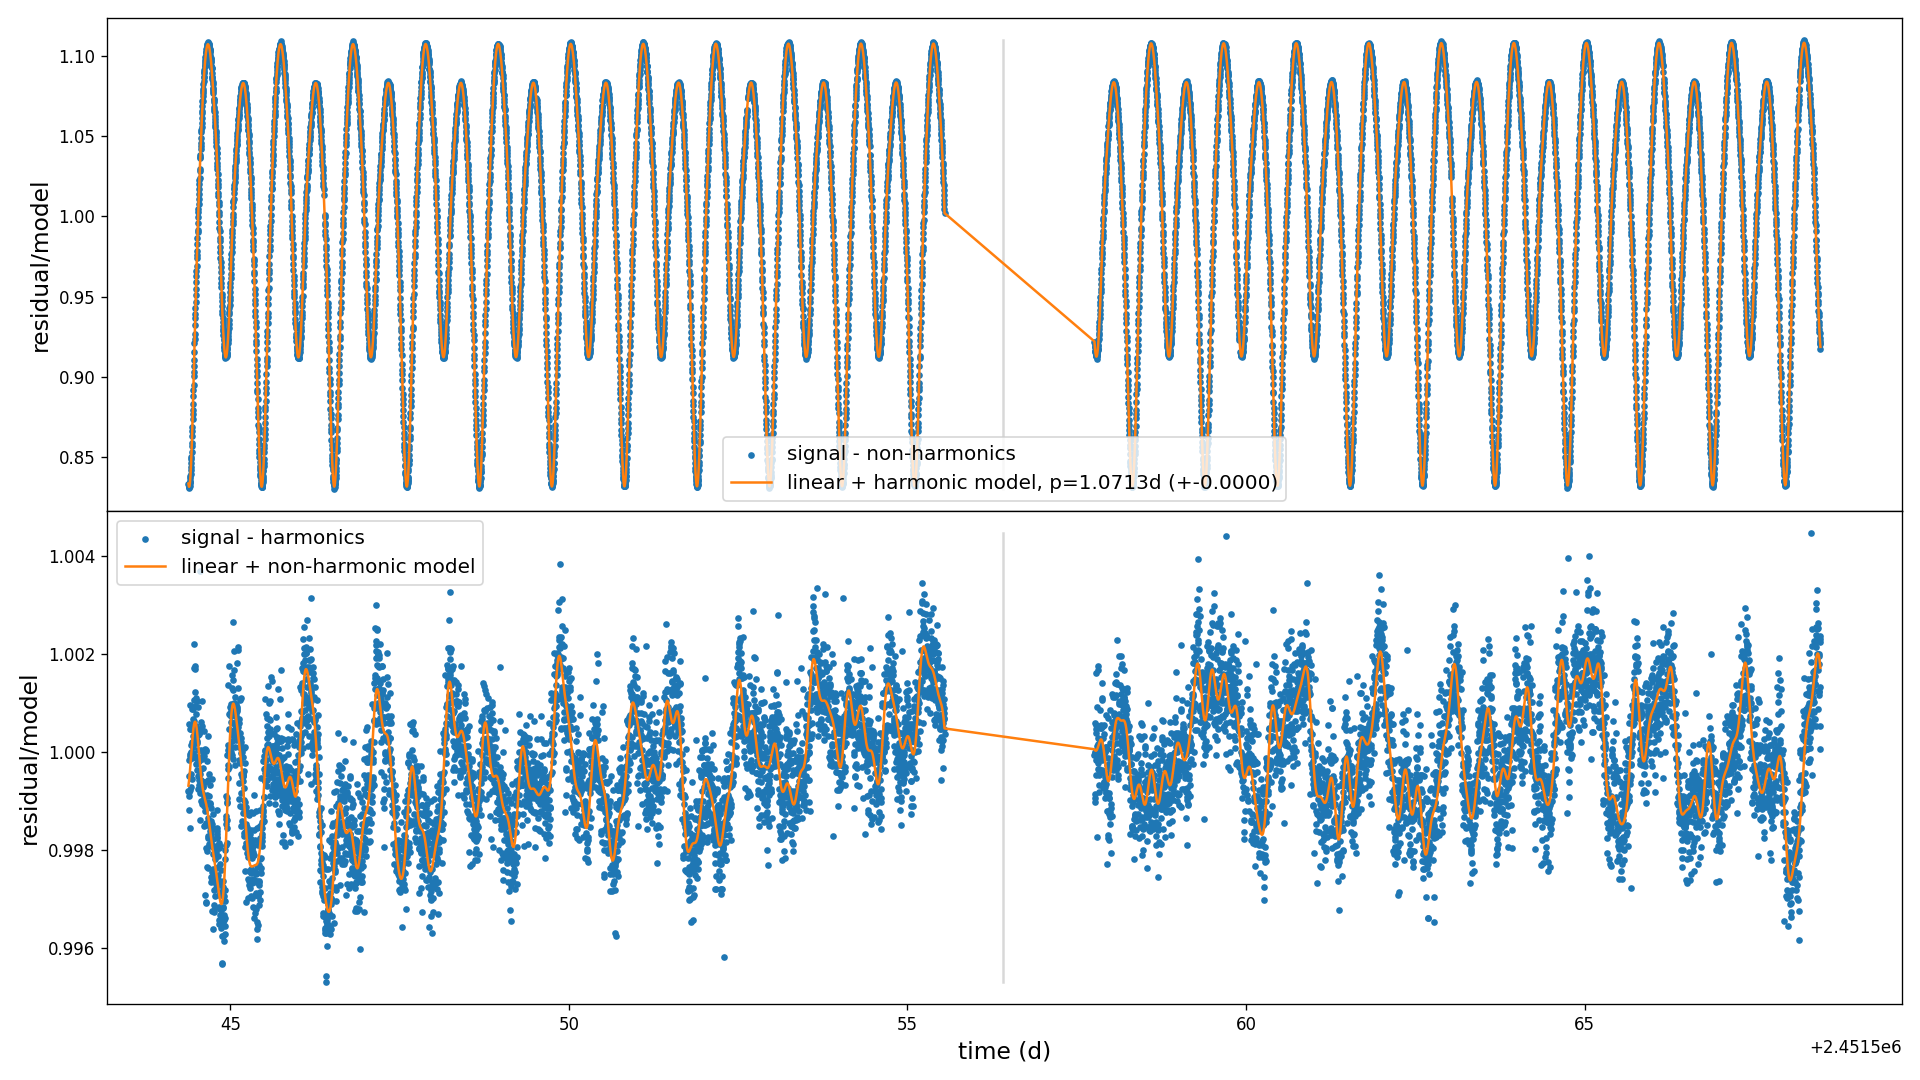 1.10
1.05
1.00
0.95
0.90
0.85
residual/model
signal - non-harmonics
linear + harmonic model, p=1.0713d (+-0.0000)
signal - harmonics
linear + non-harmonic model
1.004
1.002
1.000
0.998
0.996
residual/model
45
50
55
60
65
time (d)
+2.4515e6